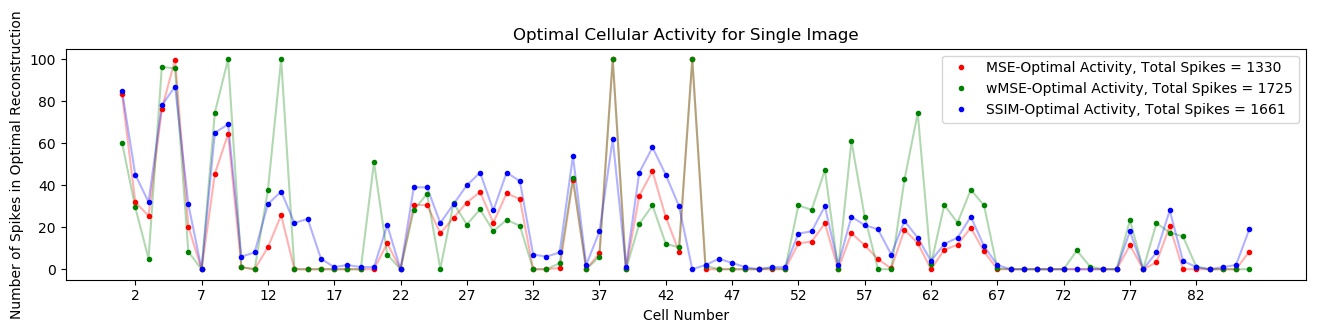 Optimal Cellular Activity for Single Image
Number of Spikes in Optimal Reconstruction
100
80
60
40
20
0
MSE-Optimal Activity, Total Spikes = 1330
wMSE-Optimal Activity, Total Spikes = 1725
SSIM-Optimal Activity, Total Spikes = 1661
2 7 12 17 22 27 32 37 42 47 52 57 62 67 72 77 82
Cell Number